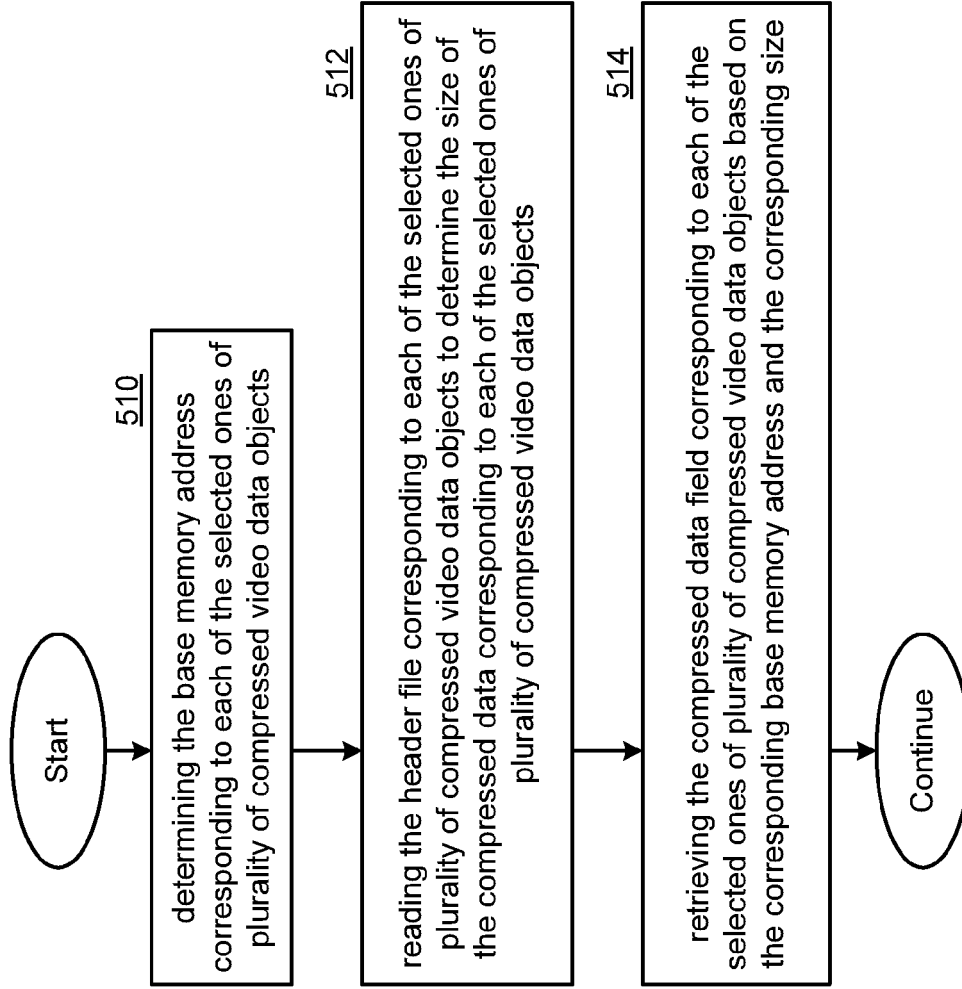 Start
510
determining the base memory address
corresponding to each of the selected ones of
plurality of compressed video data objects
512
reading the header file corresponding to each of the selected ones of
plurality of compressed video data objects to determine the size of
the compressed data corresponding to each of the selected ones of
plurality of compressed video data objects
514
retrieving the compressed data field corresponding to each of the
selected ones of plurality of compressed video data objects based on
the corresponding base memory address and the corresponding size
Continue